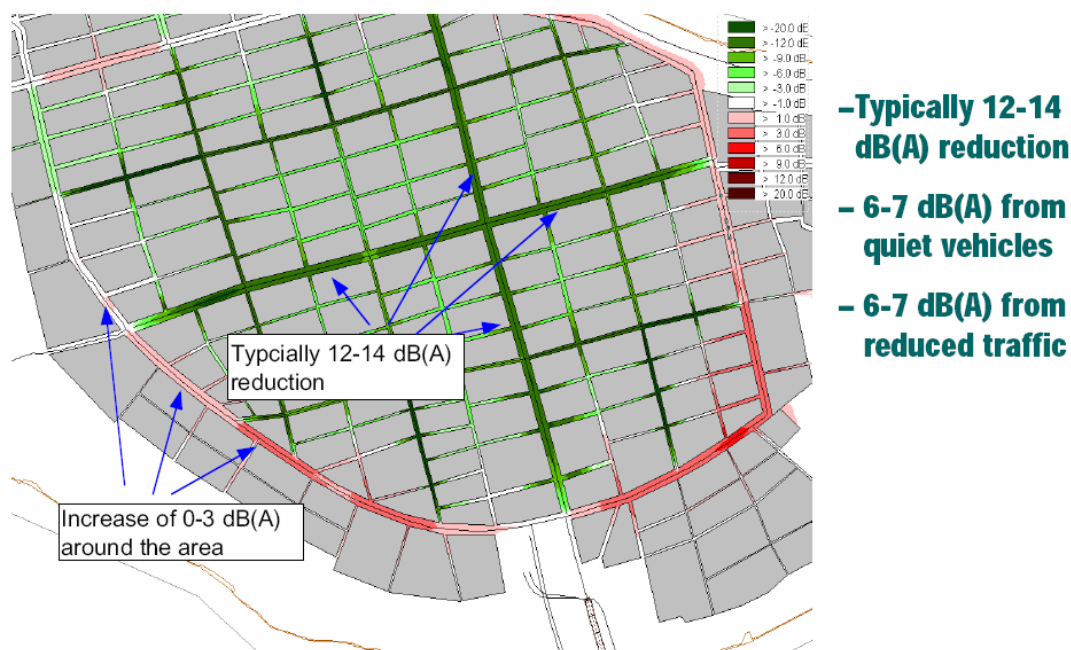 > -20.0 dB
> -12.0 dB
> -9.0 dB
> -6.0 dB
> -3.0 dB
> -1.0 dB
> 1.0 dB
> 3.0 dB
> 6.0 dB
> 9.0 dB
> 12.0 dB
> 20.0 dB
–Typically 12-14
dB(A) reduction
– 6-7 dB(A) from
quiet vehicles
– 6-7 dB(A) from
reduced traffic
Typcially 12-14 dB(A)
reduction
Increase of 0-3 dB(A)
around the area